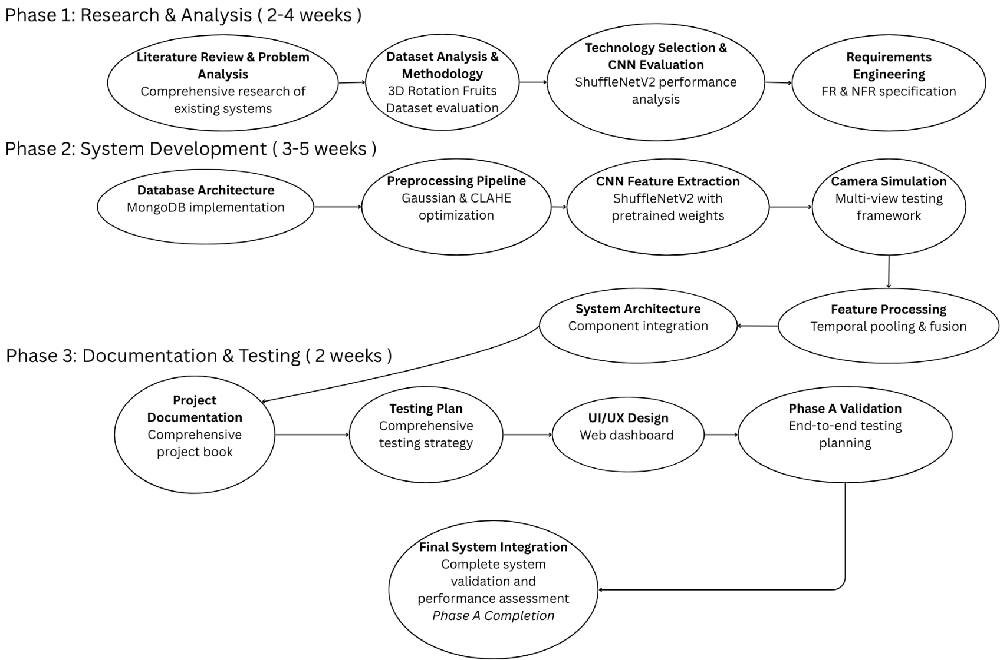 Phase 1: Research & Analysis ( 2-4 weeks )
Literature Review & Problem
Analysis
Comprehensive research of
existing systems
Dataset Analysis &
Methodology
3D Rotation Fruits
Dataset evaluation
Technology Selection &
CNN Evaluation
ShuffleNetV2 performance
analysis
Requirements
Engineering
FR & NFR specification
Phase 2: System Development ( 3-5 weeks )
Database Architecture
MongoDB implementation
Preprocessing Pipeline
Gaussian & CLAHE
optimization
CNN Feature Extraction
ShuffleNetV2 with
pretrained weights
Camera Simulation
Multi-view testing
framework
Feature Processing
Temporal pooling & fusion
System Architecture
Component integration
Phase 3: Documentation & Testing ( 2 weeks )
Project
Documentation
Comprehensive
project book
Testing Plan
Comprehensive
testing strategy
UI/UX Design
Web dashboard
Phase A Validation
End-to-end testing
planning
Final System Integration
Complete system
validation and
performance assessment
Phase A Completion